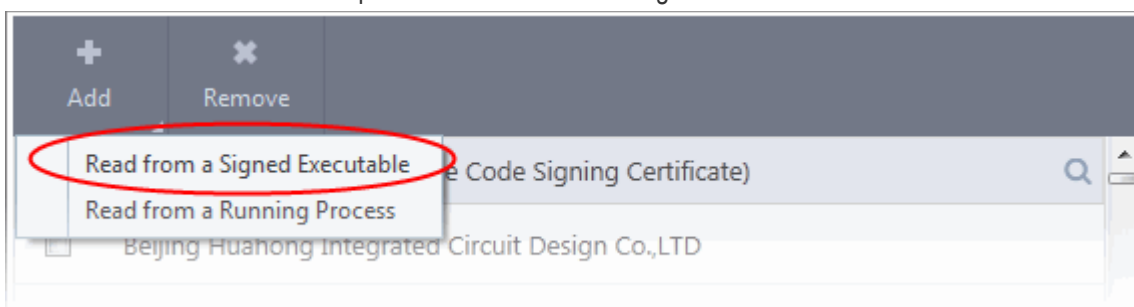 Add
Remove
Read from a Signed Executable
e Code Signing Certificate)
Read from a Running Process
Beijing Huahong Integrated Circuit Design Co.,LTD